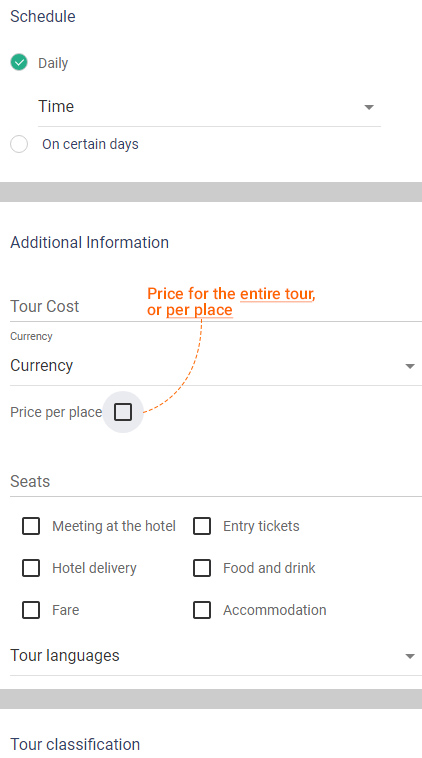 Schedule
Daily
Time
On certain days
Additional Information
Price for the entire tour,
or per place
Tour Cost
Currency
Currency
Price per place
Seats
Meeting at the hotel
Entry tickets
Hotel delivery
Food and drink
Fare
Accommodation
Tour languages
Tour classification